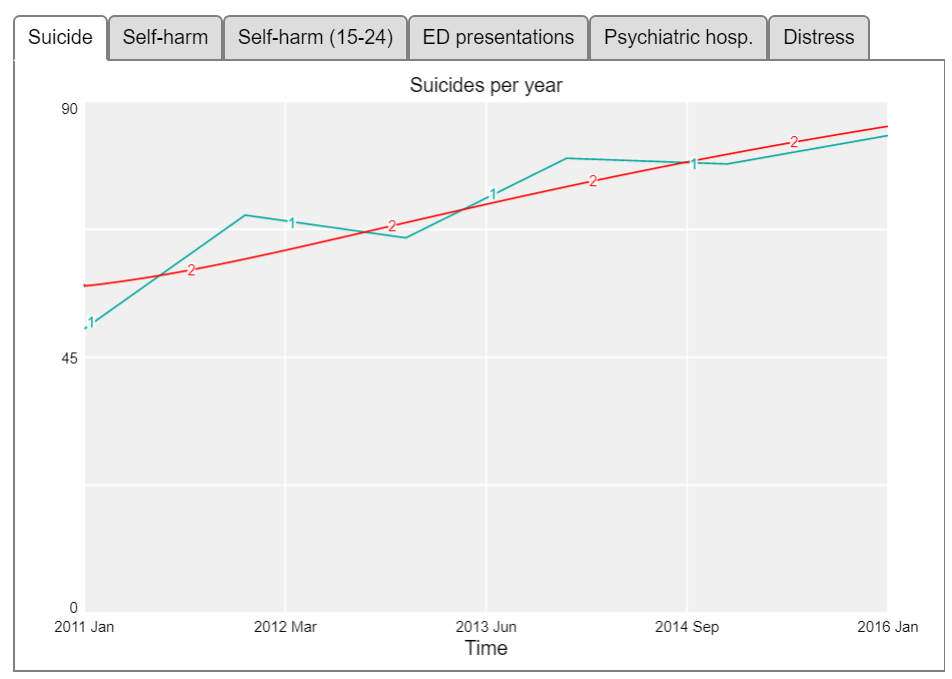 Suicide Self-harm Self-harm (15-24) ED presentations Psychiatric hosp. Distress
Suicides per year
90
2
1 2
1
2
1
2
2
1
45
0
2011 Jan 2012 Mar 2013 Jun 2014 Sep 2016 Jan
Time